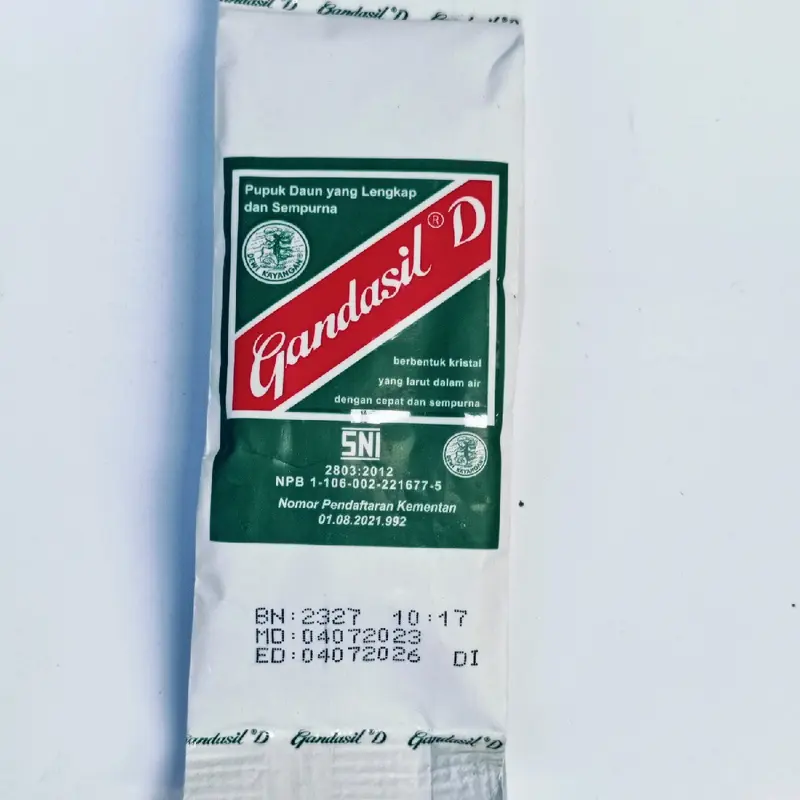 Gandasil ® D Gandasil ® D
Pupuk Daun yang Lengkap
dan Sempurna
DEWI KAYANGAN
Gandasil ® D
berbentuk kristal
yang larut dalam air
dengan cepat dan sempurna
SNI
DEWI KAYANGAN
2803:2012
NPB 1-106-002-221677-5
Nomor Pendaftaran Kementan
01.08.2021.992
BN:2327 10:17
MD:04072023
ED:04072026 DI
Gandasil ® D Gandasil ® D Gandasil ® D